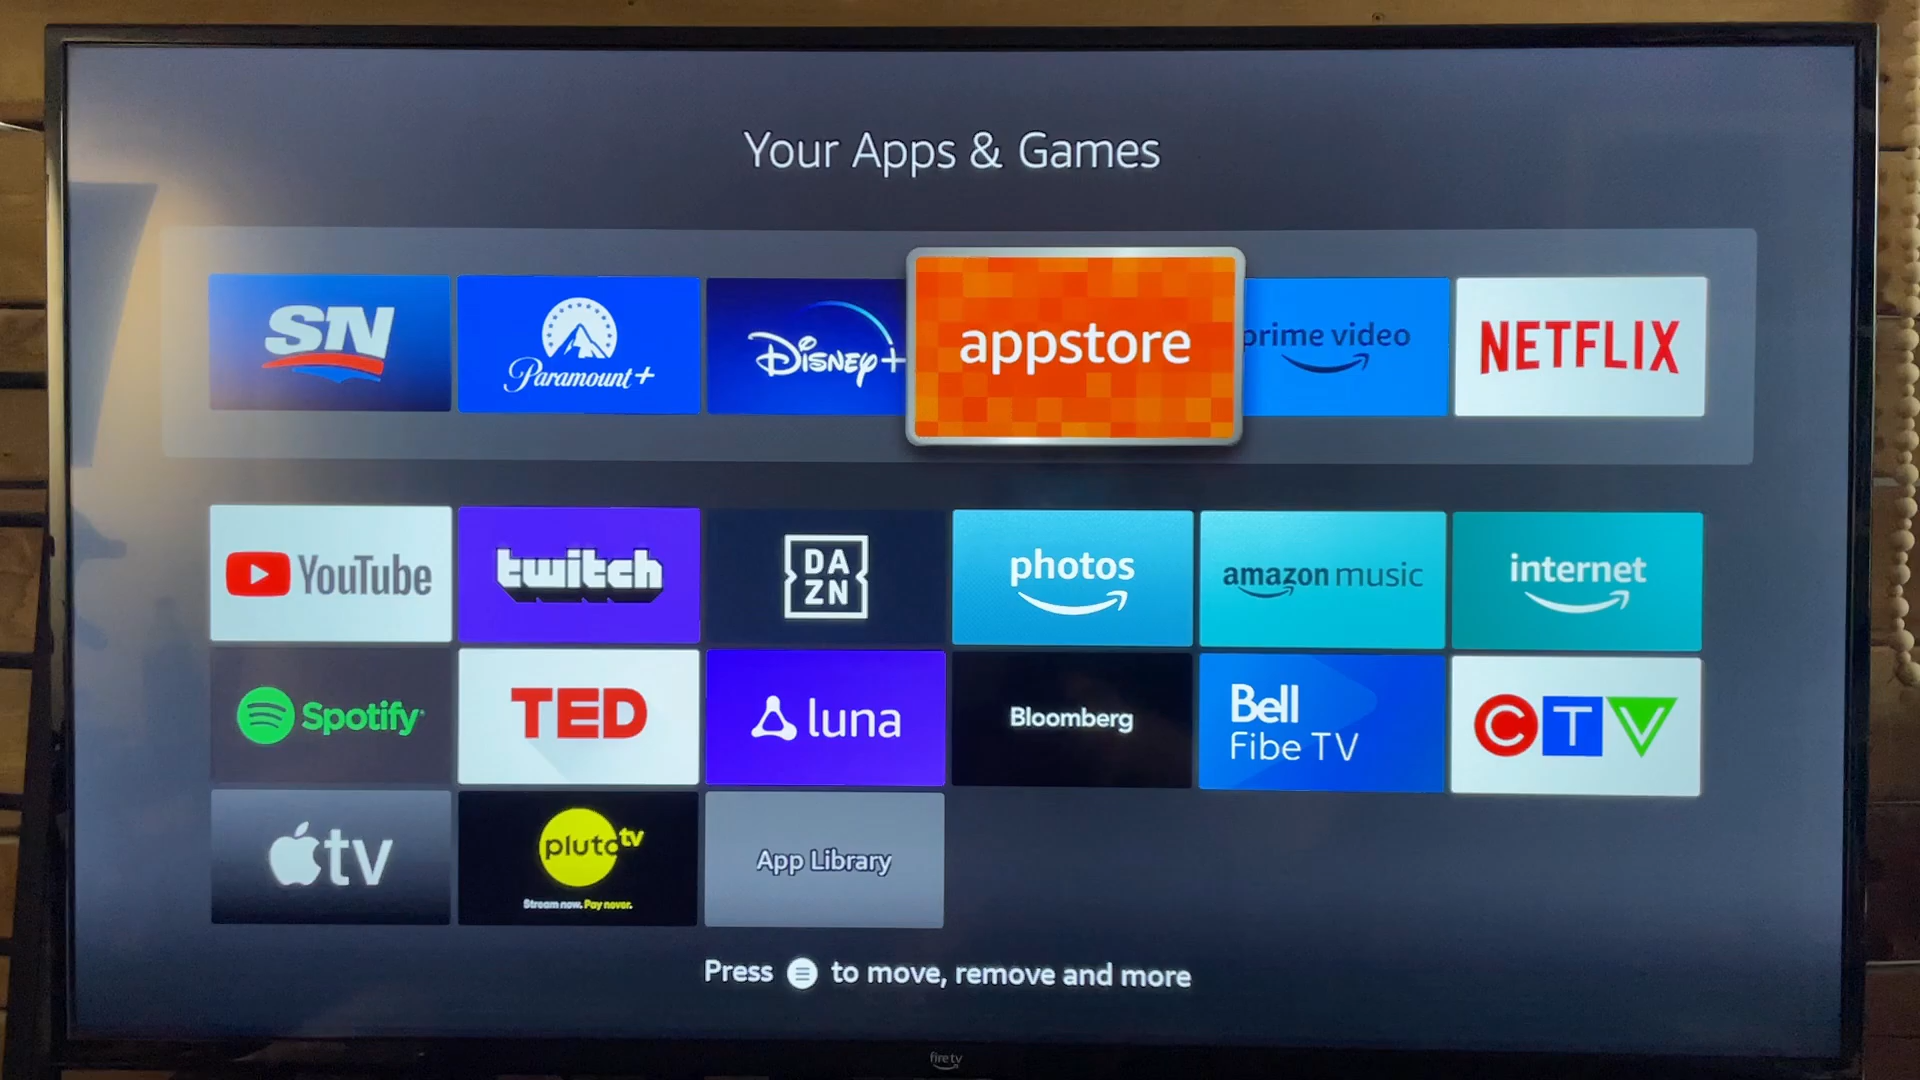 Your Apps & Games
SN
Paramount+
Disney+
appstore
prime video
NETFLIX
YouTube
twitch
DAZN
photos
amazon music
internet
Spotify
TED
luna
Bloomberg
Bell
Fibe TV
CTV
tv
pluto tv
Stream now. Pay never.
App Library
Press to move, remove and more
fire tv